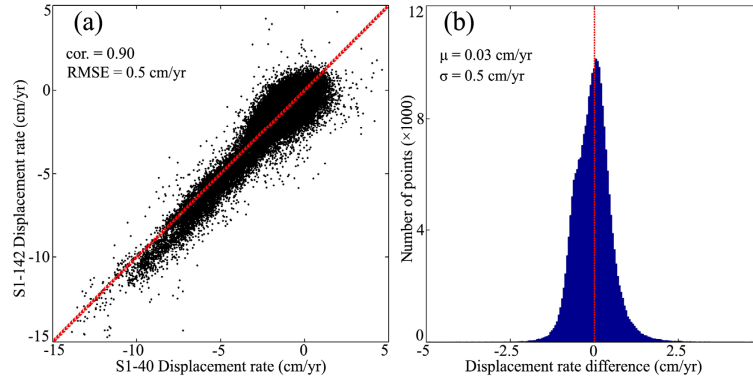 (a)
cor. = 0.90
RMSE = 0.5 cm/yr
5
0
-5
-10
-15
S1-142 Displacement rate (cm/yr)
-15
-10
-5
0
5
S1-40 Displacement rate (cm/yr)
(b)
μ = 0.03 cm/yr
σ = 0.5 cm/yr
12
8
4
0
Number of points (×1000)
-5
-2.5
0
2.5
Displacement rate difference (cm/yr)